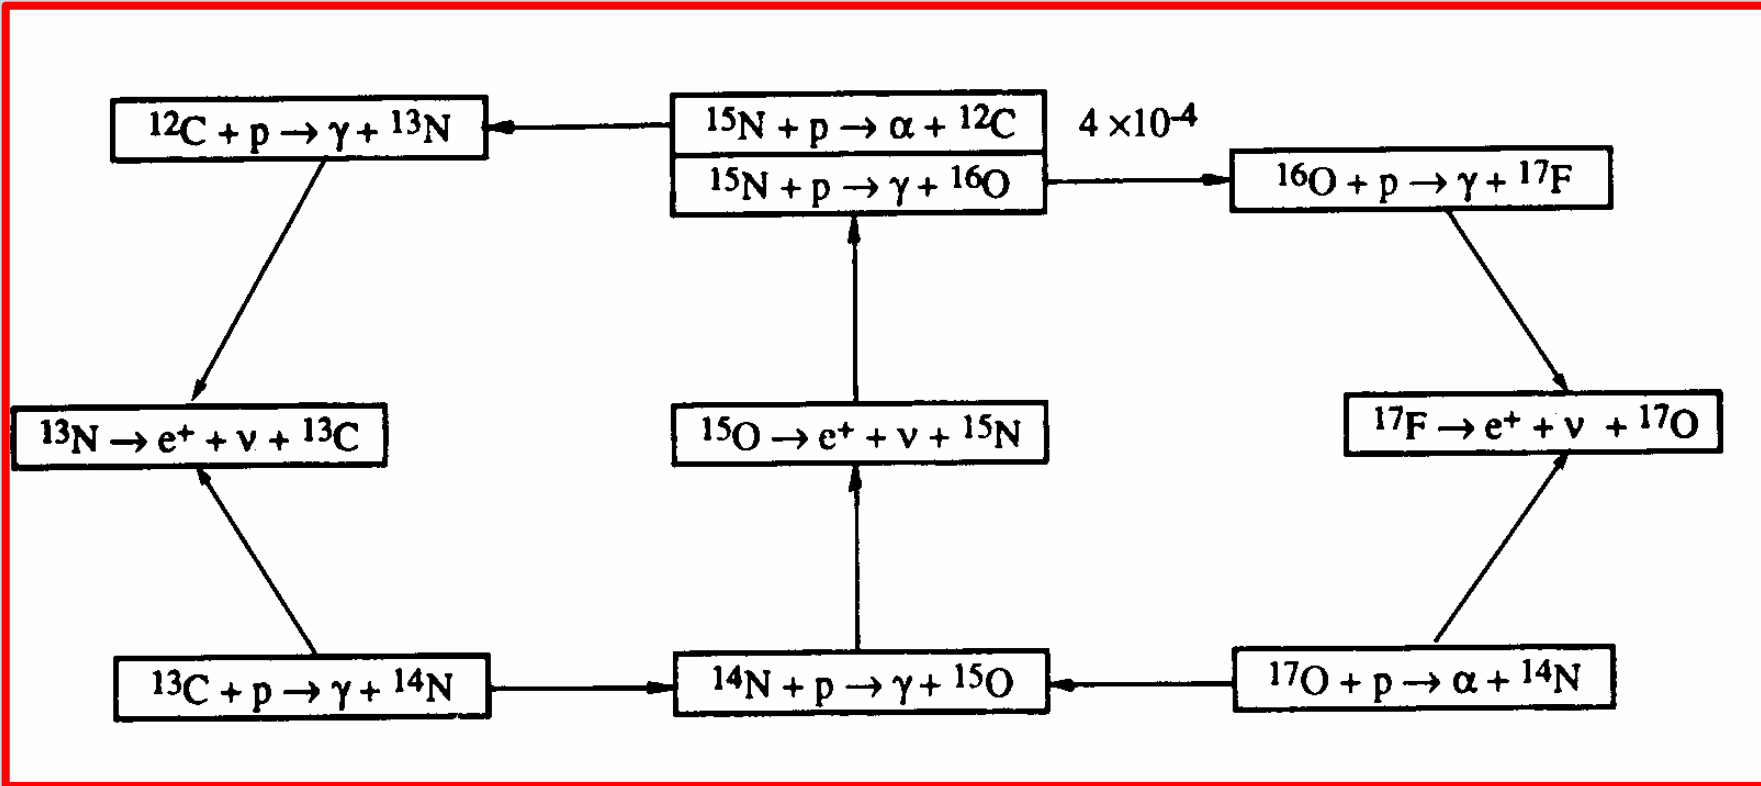 ¹²C + p → γ + ¹³N
¹⁵N + p → α + ¹²C
4 ×10⁻⁴
¹⁵N + p → γ + ¹⁶O
¹⁶O + p → γ + ¹⁷F
¹³N → e⁺ + ν + ¹³C
¹⁵O → e⁺ + ν + ¹⁵N
¹⁷F → e⁺ + ν + ¹⁷O
¹³C + p → γ + ¹⁴N
¹⁴N + p → γ + ¹⁵O
¹⁷O + p → α + ¹⁴N